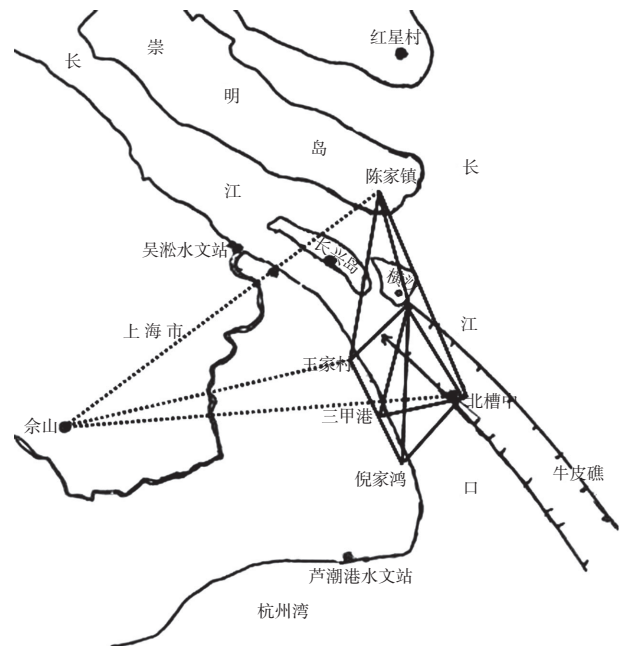 红星村
长
崇
明
岛
长
陈家镇
江
吴淞水文站
长兴岛
横沙
江
上海市
王家村
佘山
三甲港
北槽中
倪家鸿
口
牛皮礁
芦潮港水文站
杭州湾